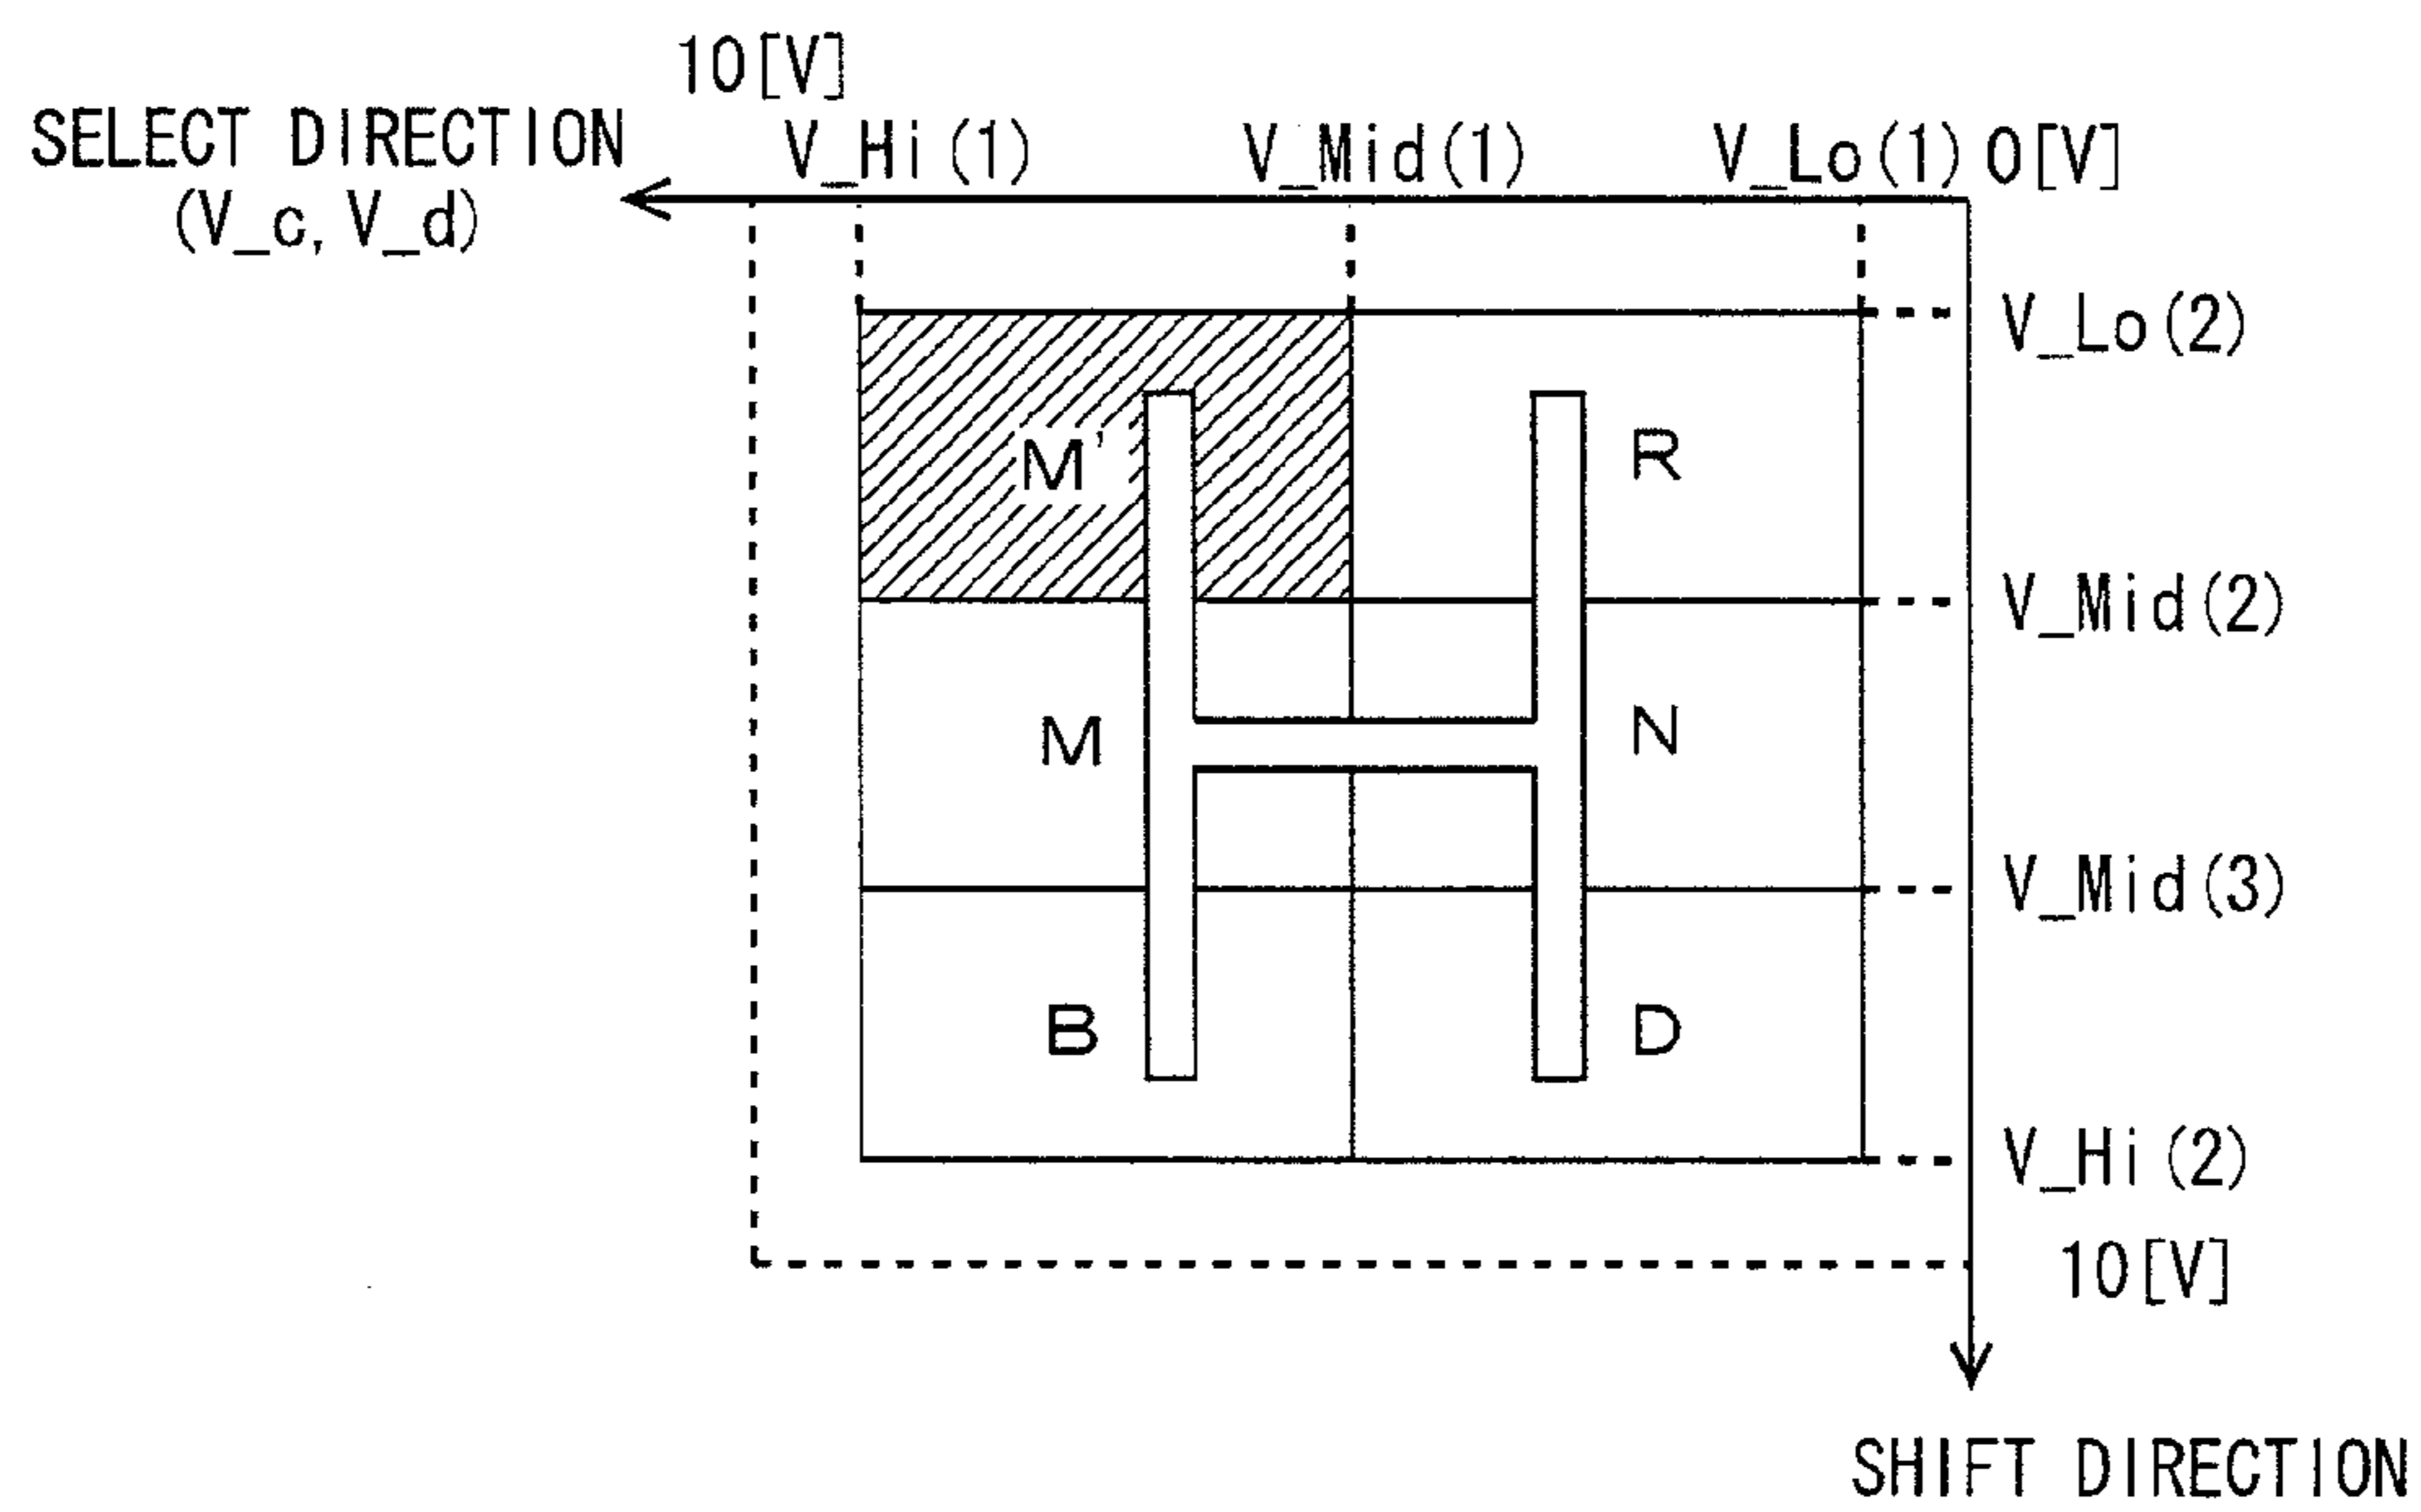 10[V]
SELECT DIRECTION
(V_c, V_d)
V_Hi(1)
V_Mid(1)
V_Lo(1)
0[V]
V_Lo(2)
M'
R
V_Mid(2)
M
N
V_Mid(3)
B
D
V_Hi(2)
10[V]
SHIFT DIRECTION